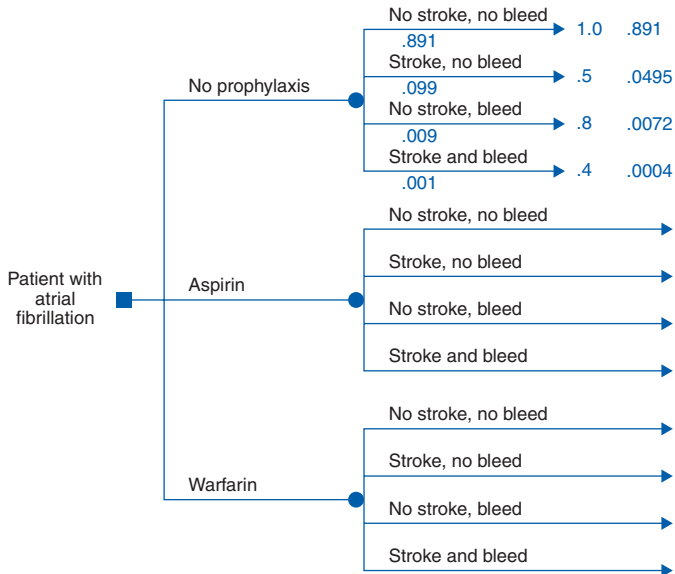 No stroke, no bleed
.891
1.0 .891
Stroke, no bleed
.099
.5 .0495
No prophylaxis
No stroke, bleed
.009
.8 .0072
Stroke and bleed
.001
.4 .0004
No stroke, no bleed
Stroke, no bleed
Patient with
atrial
fibrillation
Aspirin
No stroke, bleed
Stroke and bleed
No stroke, no bleed
Stroke, no bleed
Warfarin
No stroke, bleed
Stroke and bleed